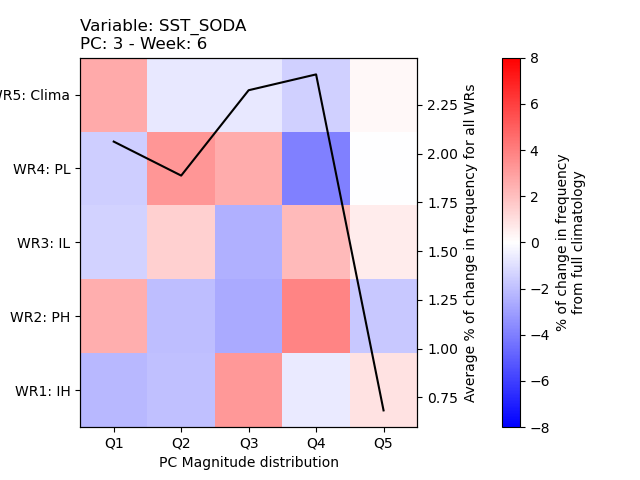 Variable: SST_SODA
PC: 3 - Week: 6
WR5: Clima
WR4: PL
WR3: IL
WR2: PH
WR1: IH
Q1 Q2 Q3 Q4 Q5
PC Magnitude distribution
2.25
2.00
1.75
1.50
1.25
1.00
0.75
Average % of change in frequency for all WRs
8
6
4
2
0
−2
−4
−6
−8
% of change in frequency
from full climatology